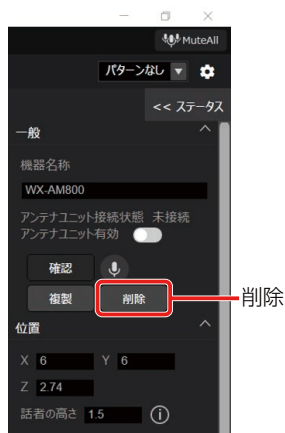 MuteAll
パターンなし
<< ステータス
一般
機器名称
WX-AM800
アンテナユニット接続状態 未接続
アンテナユニット有効
確認
複製 削除 削除
位置
X 6 Y 6
Z 2.74
話者の高さ 1.5